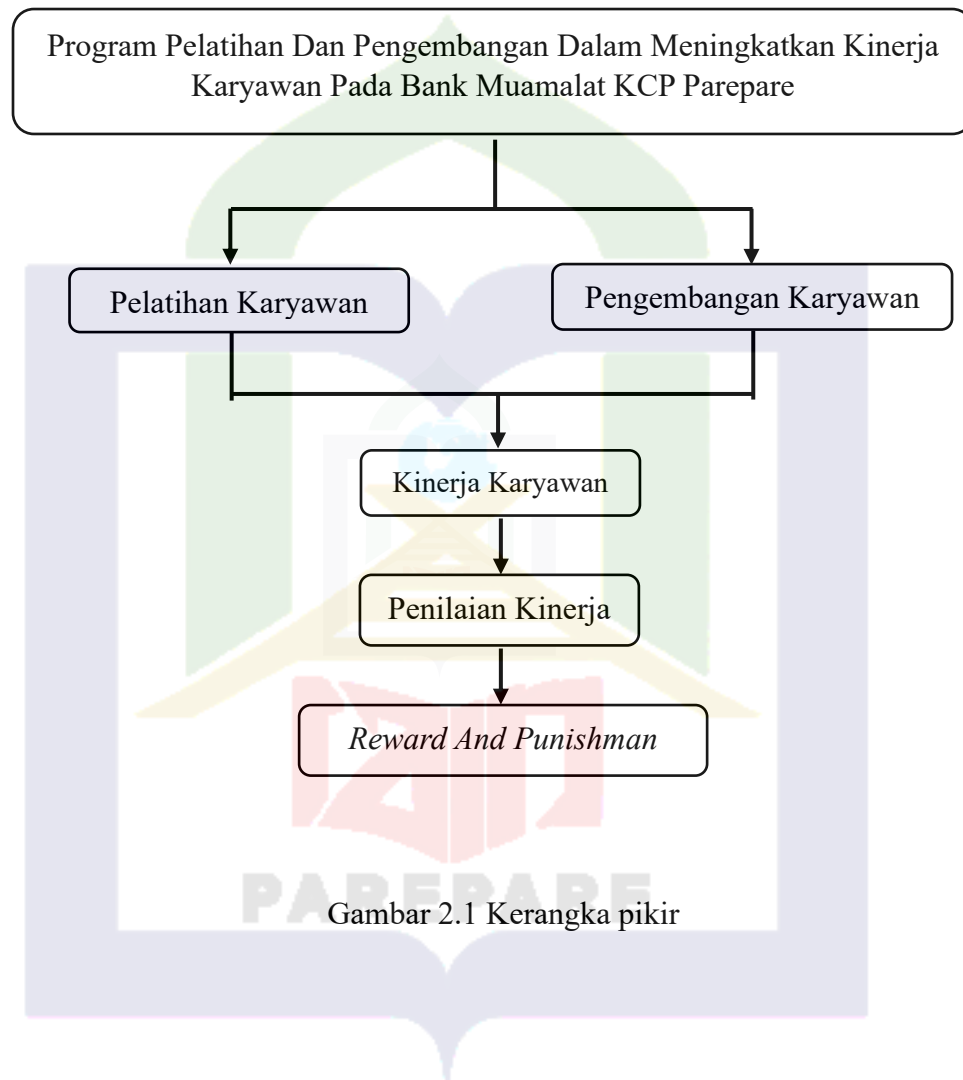 Program Pelatihan Dan Pengembangan Dalam Meningkatkan Kinerja
Karyawan Pada Bank Muamalat KCP Parepare
Pelatihan Karyawan
Pengembangan Karyawan
Kinerja Karyawan
Penilaian Kinerja
Reward And Punishman
PAREPARE
Gambar 2.1 Kerangka pikir